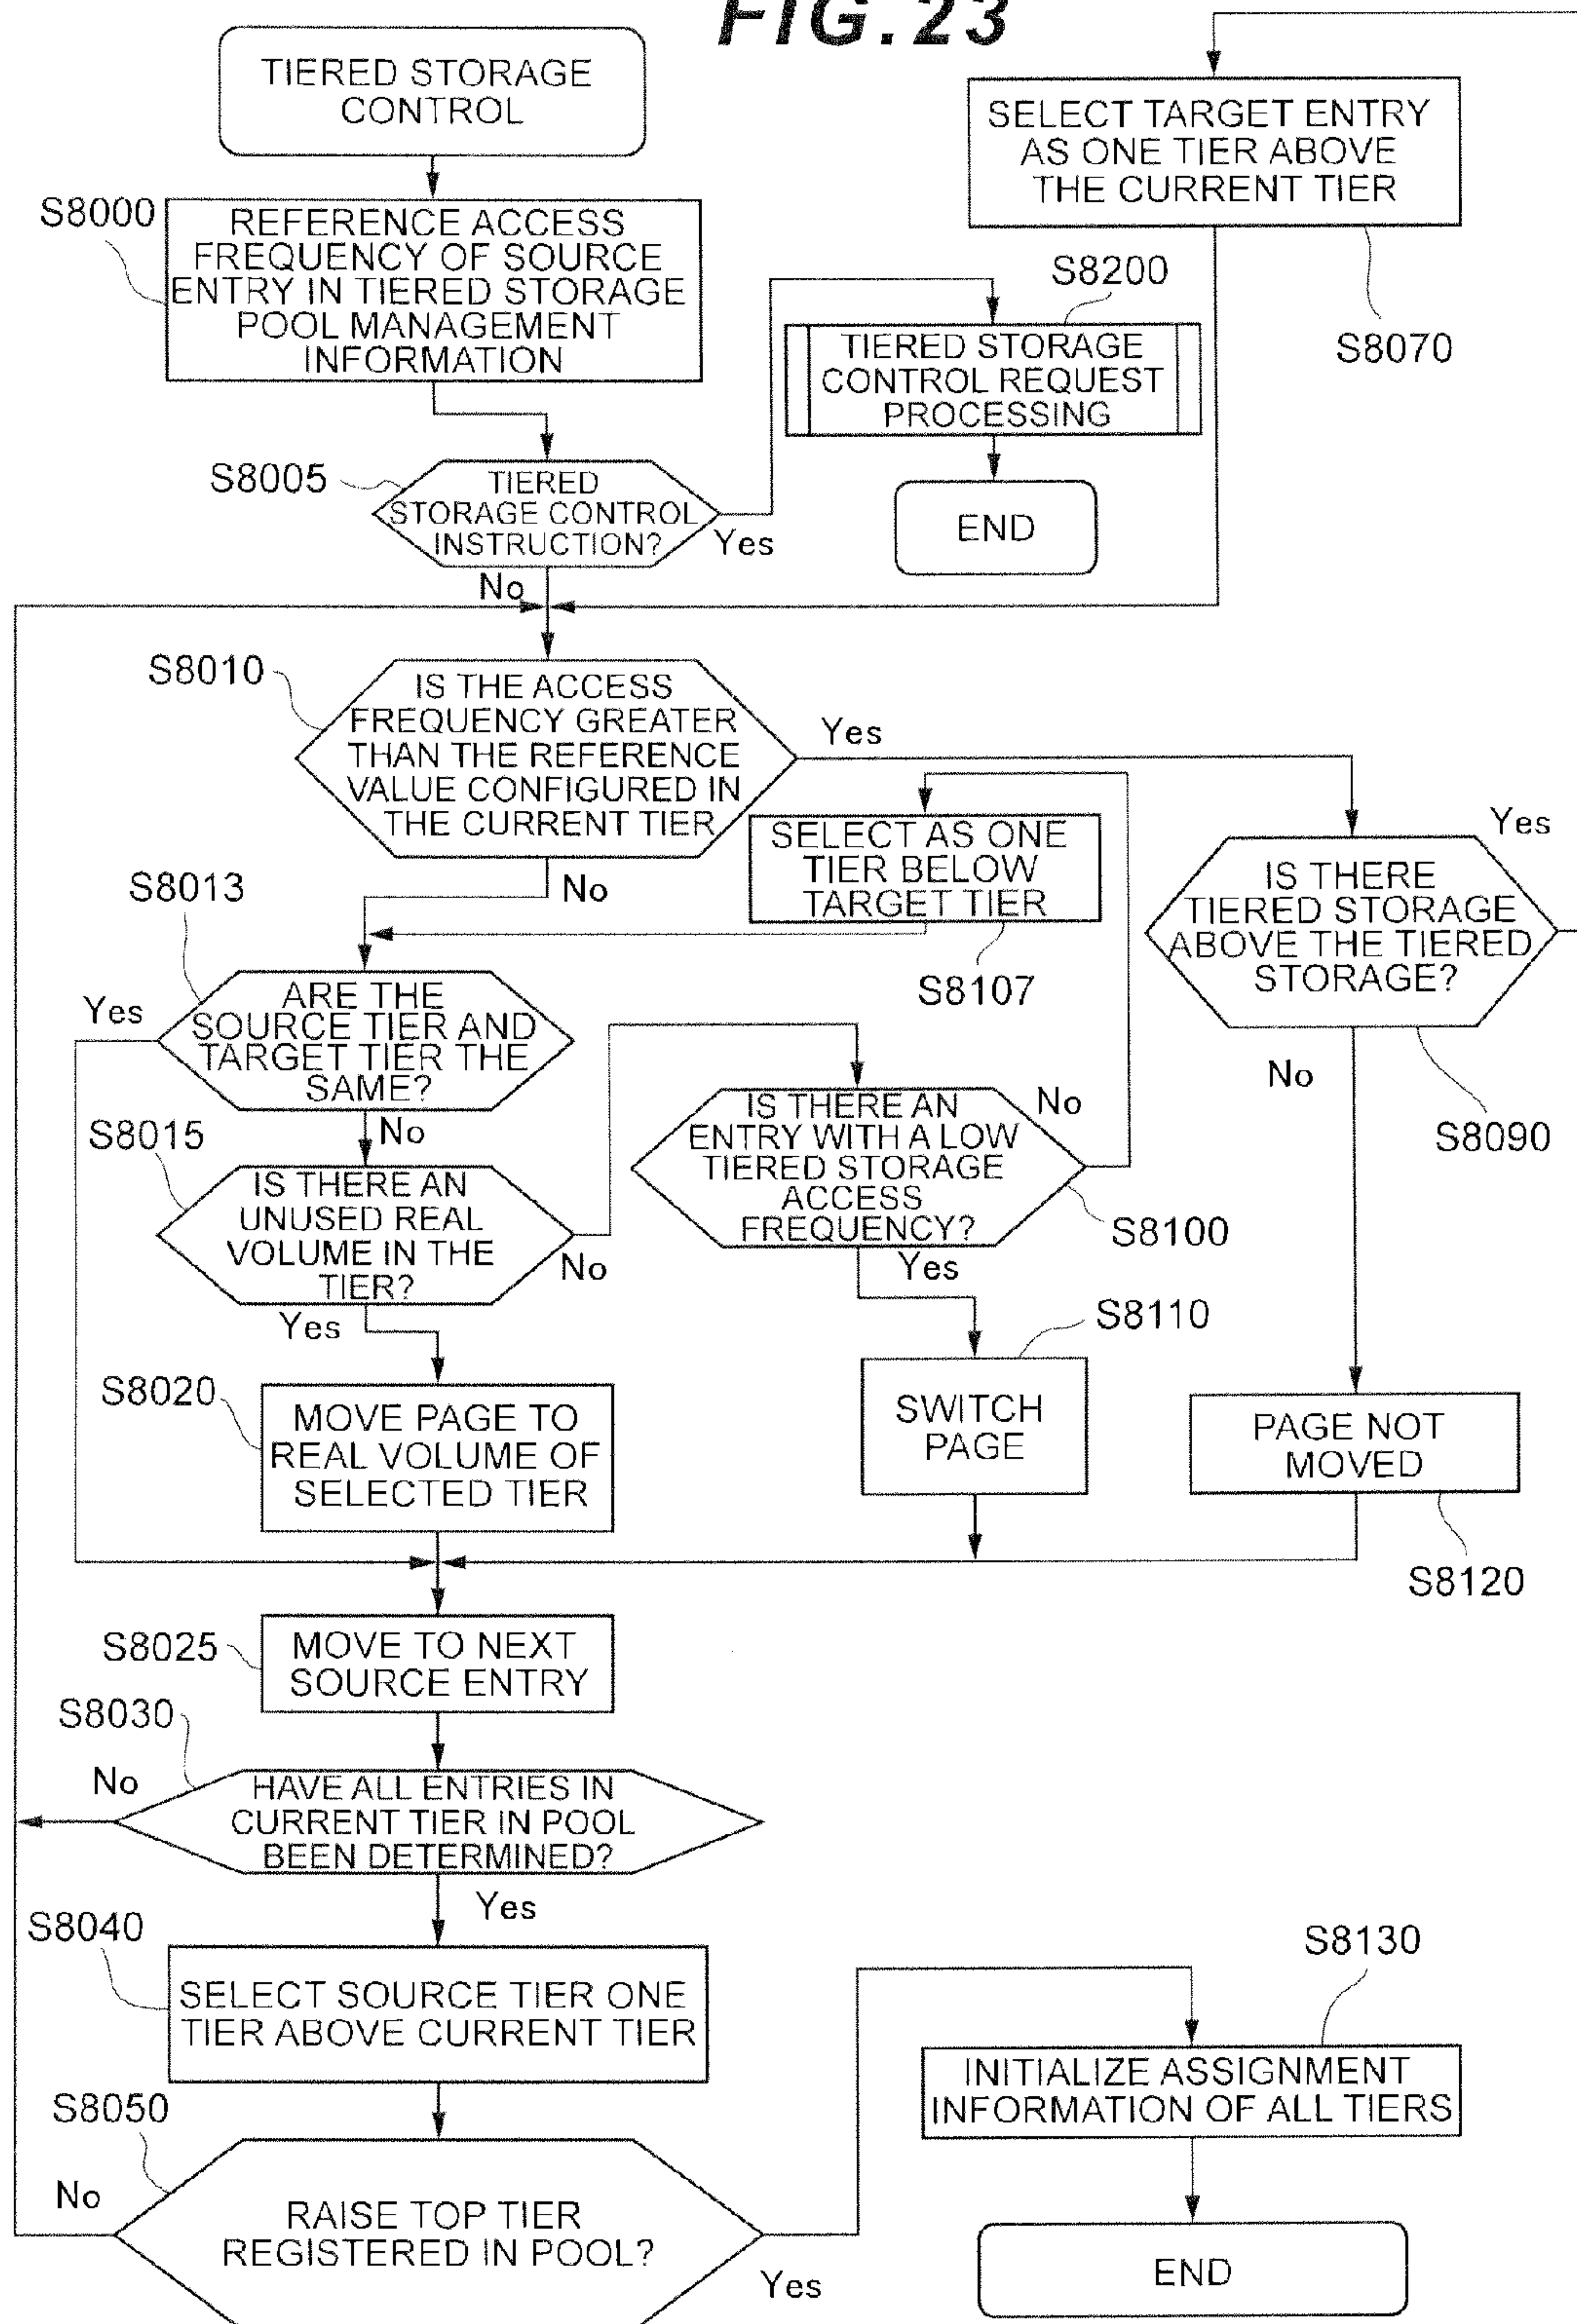 FIG.23
TIERED STORAGE
CONTROL
S8000
REFERENCE ACCESS
FREQUENCY OF SOURCE
ENTRY IN TIERED STORAGE
POOL MANAGEMENT
INFORMATION
SELECT TARGET ENTRY
AS ONE TIER ABOVE
THE CURRENT TIER
S8070
S8200
TIERED STORAGE
CONTROL REQUEST
PROCESSING
END
S8005
TIERED
STORAGE CONTROL
INSTRUCTION?
Yes
No
S8010
IS THE ACCESS
FREQUENCY GREATER
THAN THE REFERENCE
VALUE CONFIGURED IN
THE CURRENT TIER
Yes
No
SELECT AS ONE
TIER BELOW
TARGET TIER
S8107
Yes
IS THERE
TIERED STORAGE
ABOVE THE TIERED
STORAGE?
No
S8090
S8013
Yes
ARE THE
SOURCE TIER AND
TARGET TIER THE
SAME?
No
S8015
IS THERE AN
UNUSED REAL
VOLUME IN THE
TIER?
No
Yes
IS THERE AN
ENTRY WITH A LOW
TIERED STORAGE
ACCESS
FREQUENCY?
No
S8100
Yes
S8110
SWITCH
PAGE
S8020
MOVE PAGE TO
REAL VOLUME OF
SELECTED TIER
PAGE NOT
MOVED
S8120
S8025
MOVE TO NEXT
SOURCE ENTRY
S8030
No
HAVE ALL ENTRIES IN
CURRENT TIER IN POOL
BEEN DETERMINED?
Yes
S8040
SELECT SOURCE TIER ONE
TIER ABOVE CURRENT TIER
S8050
No
RAISE TOP TIER
REGISTERED IN POOL?
Yes
S8130
INITIALIZE ASSIGNMENT
INFORMATION OF ALL TIERS
END